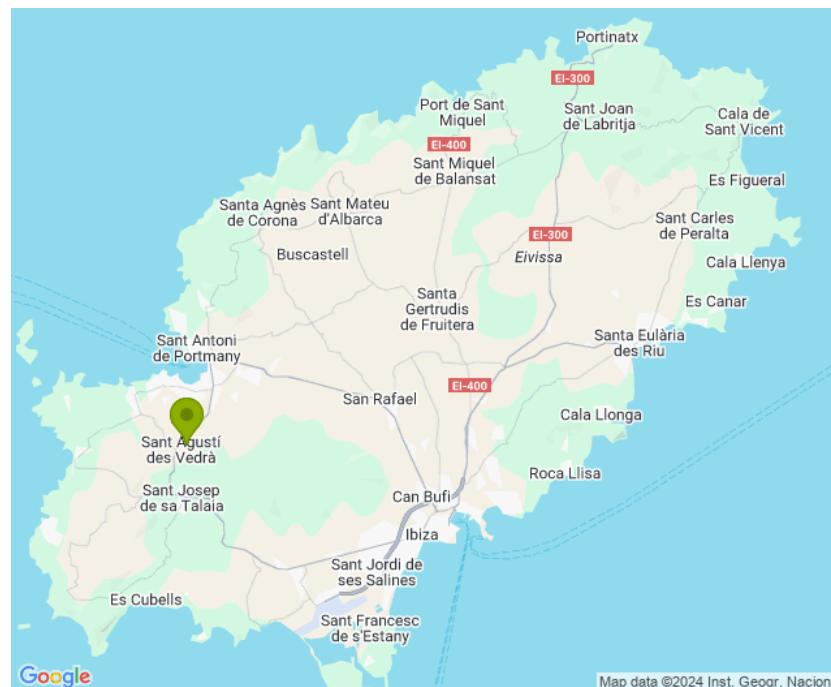 Portinatx
EI-300
Port de Sant
Miquel
Sant Joan
de Labritja
Cala de
Sant Vicent
EI-400
Sant Miquel
de Balansat
Es Figueral
Santa Agnès
de Corona
Sant Mateu
d'Albarca
Sant Carles
de Peralta
EI-300
Buscastell
Eivissa
Cala Llenya
Santa
Gertrudis
de Fruitera
Es Canar
Sant Antoni
de Portmany
Santa Eulària
des Riu
EI-400
San Rafael
Cala Llonga
Sant Agustí
des Vedrà
Roca Llisa
Sant Josep
de sa Talaia
Can Bufi
Ibiza
Sant Jordi de
ses Salines
Es Cubells
Sant Francesc
de s'Estany
Google
Map data ©2024 Inst. Geogr. Nacion